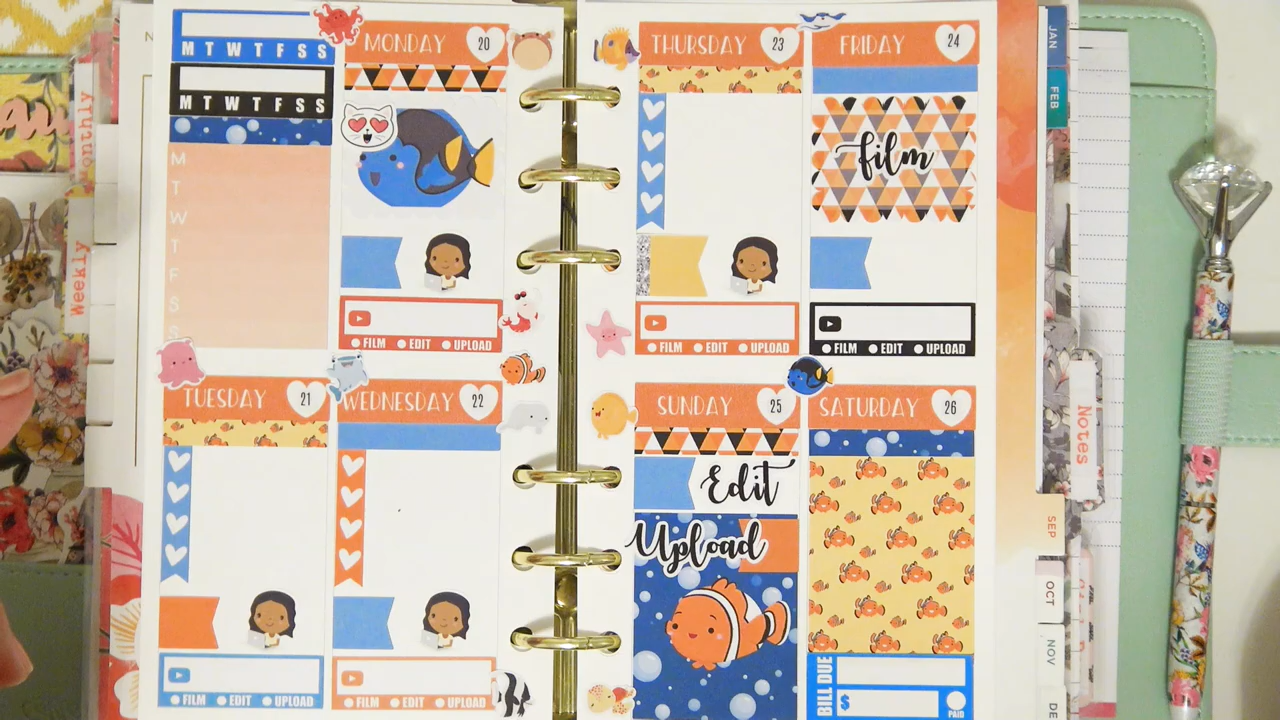 M T W T F S S
M T W T F S S
M
T
W
T
F
S
S
MONDAY 20
FILM EDIT UPLOAD
TUESDAY 21
FILM EDIT UPLOAD
WEDNESDAY 22
FILM EDIT UPLOAD
THURSDAY 23
FILM EDIT UPLOAD
FRIDAY 24
film
FILM EDIT UPLOAD
SUNDAY 25
Edit
Upload
SATURDAY 26
BILL DUE
$
PAID
Weekly
JAN
FEB
Notes
SEP
OCT
NOV